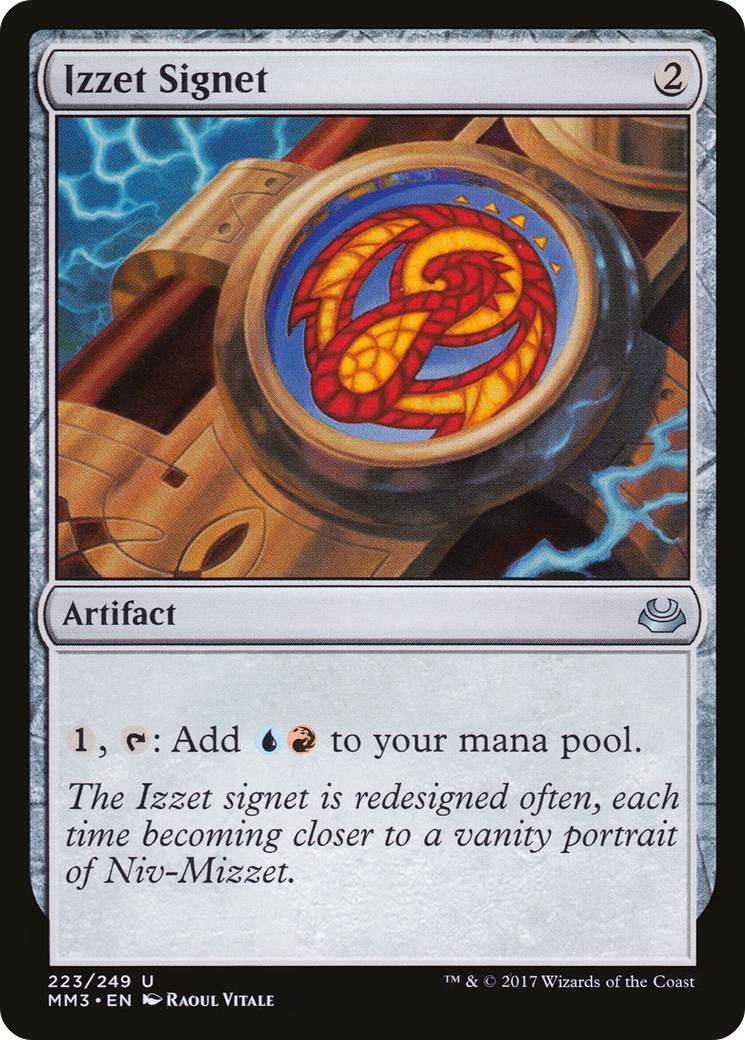 Izzet Signet 2
Artifact
1, : Add to your mana pool.
The Izzet signet is redesigned often, each
time becoming closer to a vanity portrait
of Niv-Mizzet.
223/249 U
MM3 • EN Raoul Vitale
™ & © 2017 Wizards of the Coast